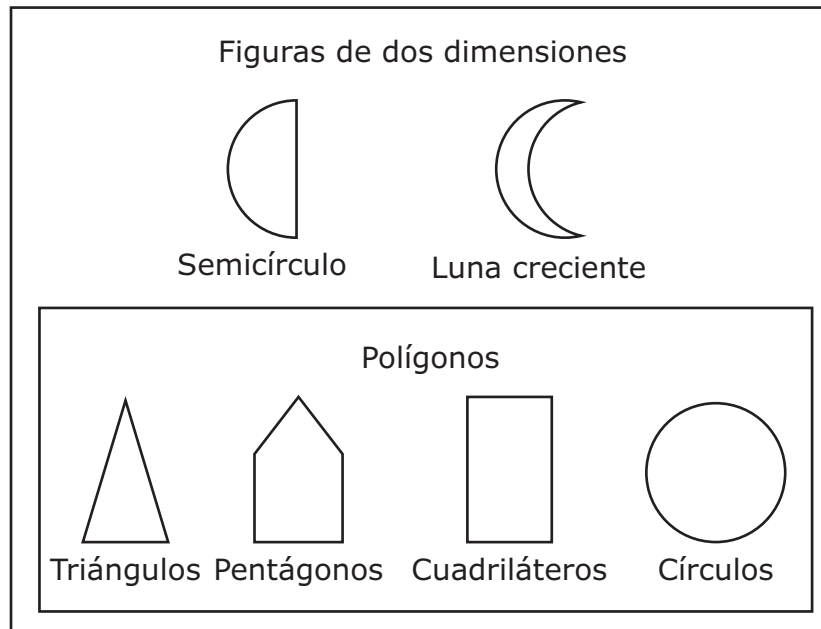 Figuras de dos dimensiones
Semicírculo
Luna creciente
Polígonos
Triángulos
Pentágonos
Cuadriláteros
Círculos